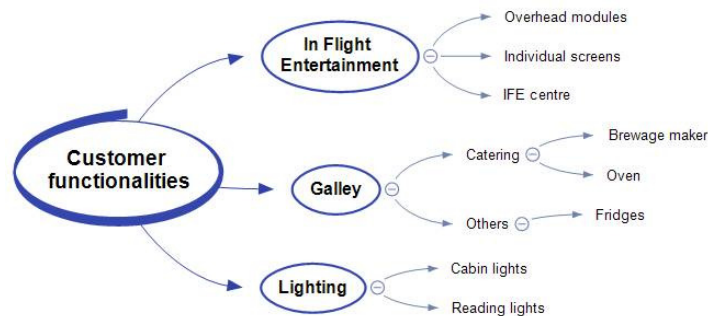 Customer
functionalities
In Flight
Entertainment
Overhead modules
Individual screens
IFE centre
Galley
Catering
Brewage maker
Oven
Others
Fridges
Lighting
Cabin lights
Reading lights